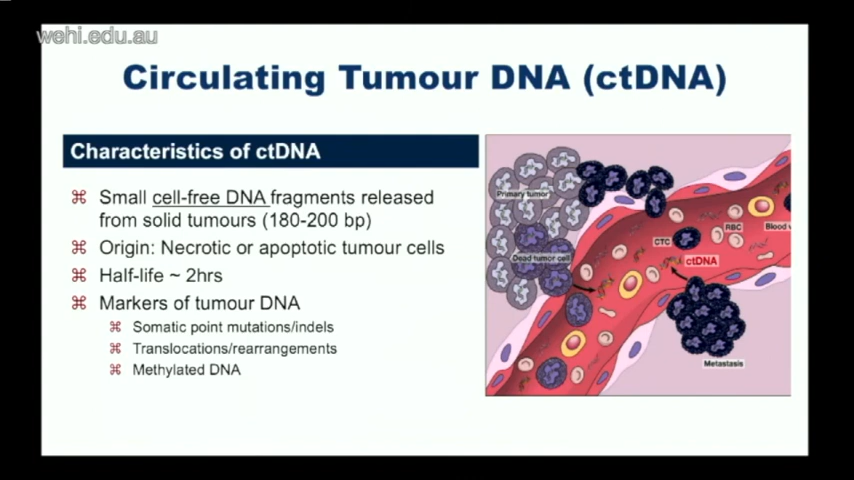 wehi.edu.au
Circulating Tumour DNA (ctDNA)
Characteristics of ctDNA
Small cell-free DNA fragments released
from solid tumours (180-200 bp)
Origin: Necrotic or apoptotic tumour cells
Half-life ~ 2hrs
Markers of tumour DNA
Somatic point mutations/indels
Translocations/rearrangements
Methylated DNA
Primary tumor
Dead tumor cell
CTC
RBC
Blood v
ctDNA
Metastasis